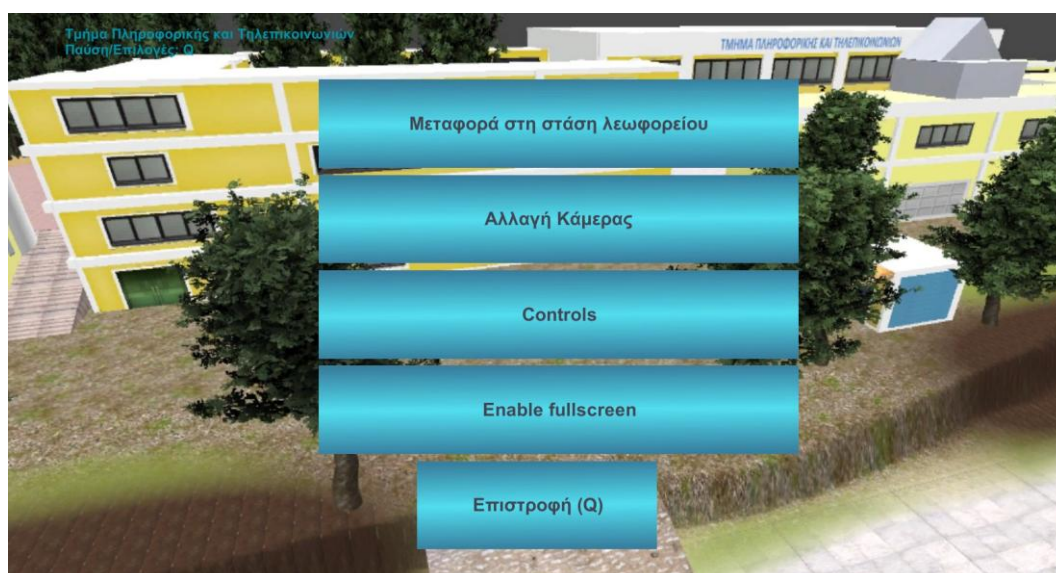 Τμήμα Πληροφορικής και Τηλεπικοινωνιών
Παύση/Επιλογές: Q
ΤΜΗΜΑ ΠΛΗΡΟΦΟΡΙΚΗΣ ΚΑΙ ΤΗΛΕΠΙΚΟΙΝΩΝΙΩΝ
Μεταφορά στη στάση λεωφορείου
Αλλαγή Κάμερας
Controls
Enable fullscreen
Επιστροφή (Q)